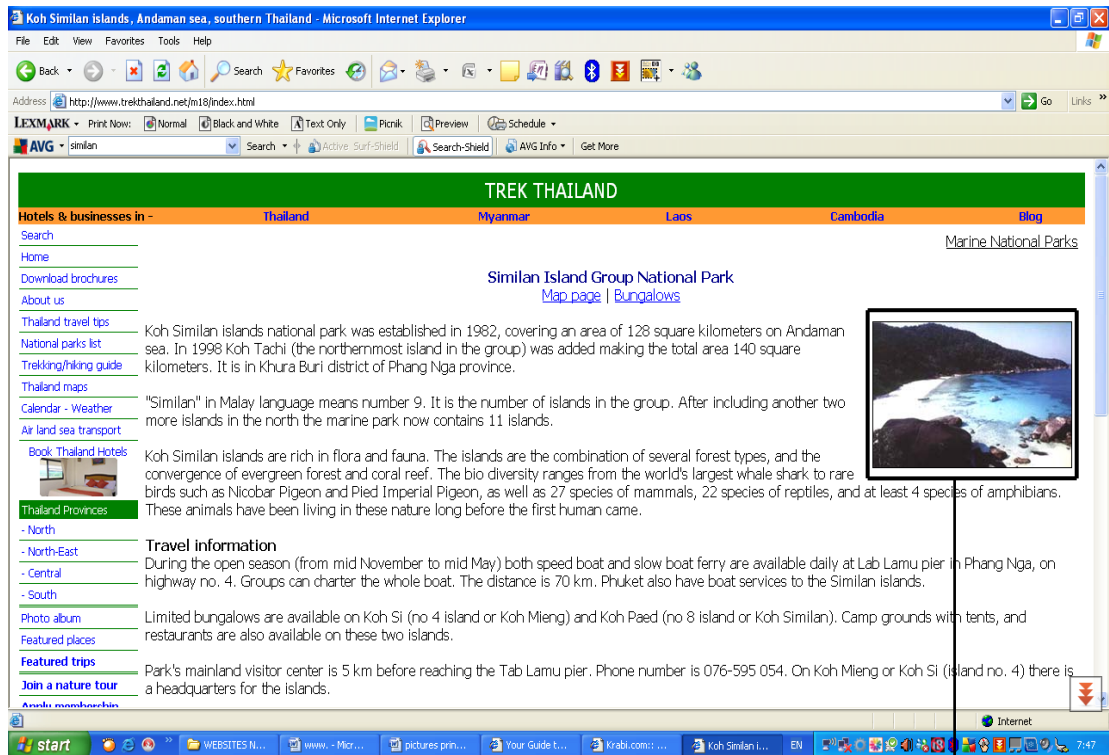 Koh Similan islands, Andaman sea, southern Thailand - Microsoft Internet Explorer
File Edit View Favorites Tools Help
Back Search Favorites
Address http://www.trekthailand.net/m18/index.html Go Links »
LEXMARK Print Now: Normal Black and White Text Only Picnik Preview Schedule
AVG similan Search Active Surf-Shield Search-Shield AVG Info Get More
TREK THAILAND
Hotels & businesses in - Thailand Myanmar Laos Cambodia Blog
Search
Home
Download brochures
About us
Thailand travel tips
National parks list
Trekking/hiking guide
Thailand maps
Calendar - Weather
Air land sea transport
Book Thailand Hotels
Thailand Provinces
- North
- North-East
- Central
- South
Photo album
Featured places
Featured trips
Join a nature tour
Apply membership
Marine National Parks
Similan Island Group National Park
Map page | Bungalows
Koh Similan islands national park was established in 1982, covering an area of 128 square kilometers on Andaman
sea. In 1998 Koh Tachi (the northernmost island in the group) was added making the total area 140 square
kilometers. It is in Khura Buri district of Phang Nga province.
"Similan" in Malay language means number 9. It is the number of islands in the group. After including another two
more islands in the north the marine park now contains 11 islands.
Koh Similan islands are rich in flora and fauna. The islands are the combination of several forest types, and the
convergence of evergreen forest and coral reef. The bio diversity ranges from the world's largest whale shark to rare
birds such as Nicobar Pigeon and Pied Imperial Pigeon, as well as 27 species of mammals, 22 species of reptiles, and at least 4 species of amphibians.
These animals have been living in these nature long before the first human came.
Travel information
During the open season (from mid November to mid May) both speed boat and slow boat ferry are available daily at Lab Lamu pier in Phang Nga, on
highway no. 4. Groups can charter the whole boat. The distance is 70 km. Phuket also have boat services to the Similan islands.
Limited bungalows are available on Koh Si (no 4 island or Koh Mieng) and Koh Paed (no 8 island or Koh Similan). Camp grounds with tents, and
restaurants are also available on these two islands.
Park's mainland visitor center is 5 km before reaching the Tab Lamu pier. Phone number is 076-595 054. On Koh Mieng or Koh Si (island no. 4) there is
a headquarters for the islands.
Internet
start » WEBSITES N... www. - Micr... pictures prin... Your Guide t... Krabi.com:: ... Koh Similan i... EN 7:47